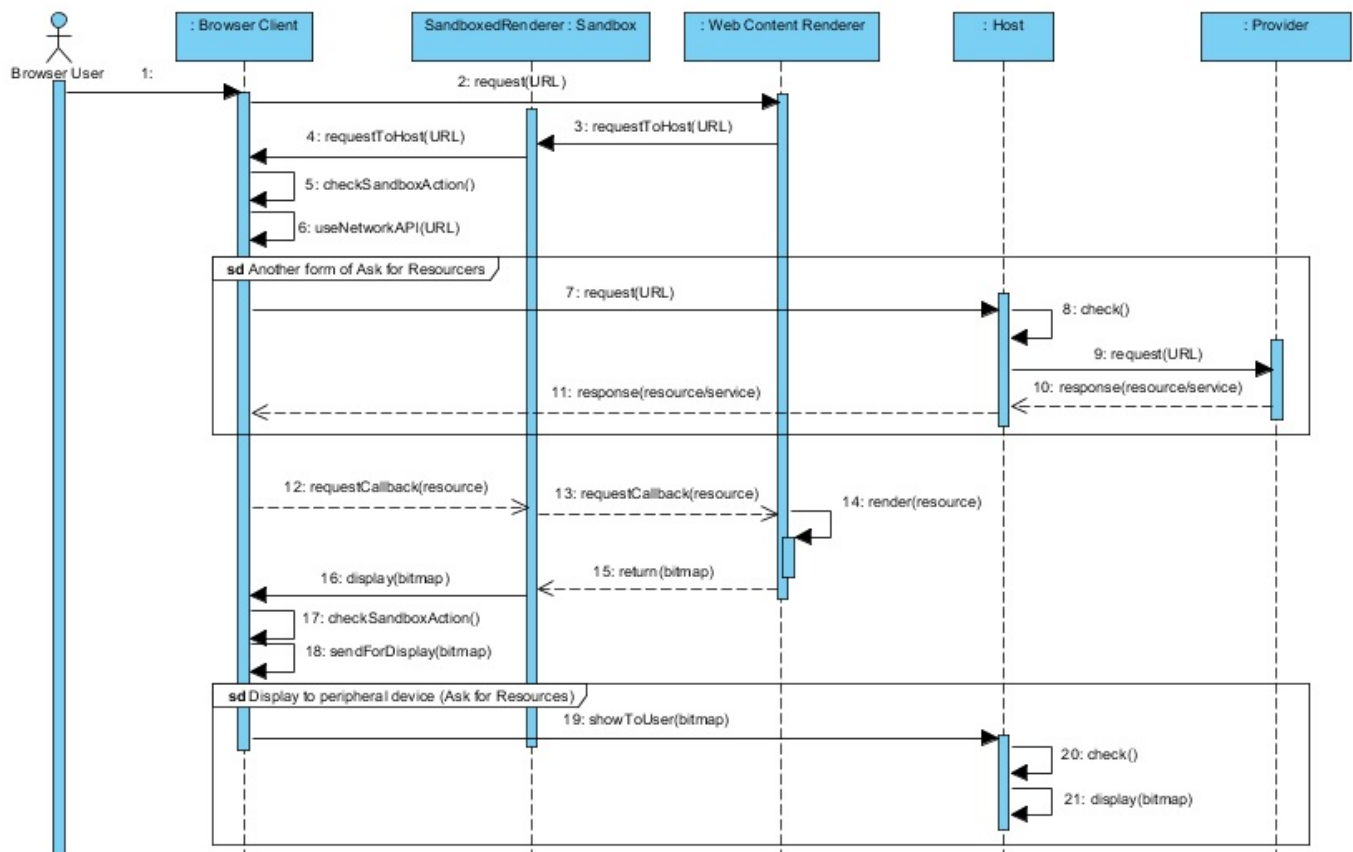 : Browser Client
SandboxedRenderer : Sandbox
: Web Content Renderer
: Host
: Provider
Browser User
1:
2: request(URL)
3: requestToHost(URL)
4: requestToHost(URL)
5: checkSandboxAction()
6: useNetworkAPI(URL)
sd Another form of Ask for Resourcers
7: request(URL)
8: check()
9: request(URL)
10: response(resource/service)
11: response(resource/service)
12: requestCallback(resource)
13: requestCallback(resource)
14: render(resource)
15: return(bitmap)
16: display(bitmap)
17: checkSandboxAction()
18: sendForDisplay(bitmap)
sd Display to peripheral device (Ask for Resources)
19: showToUser(bitmap)
20: check()
21: display(bitmap)